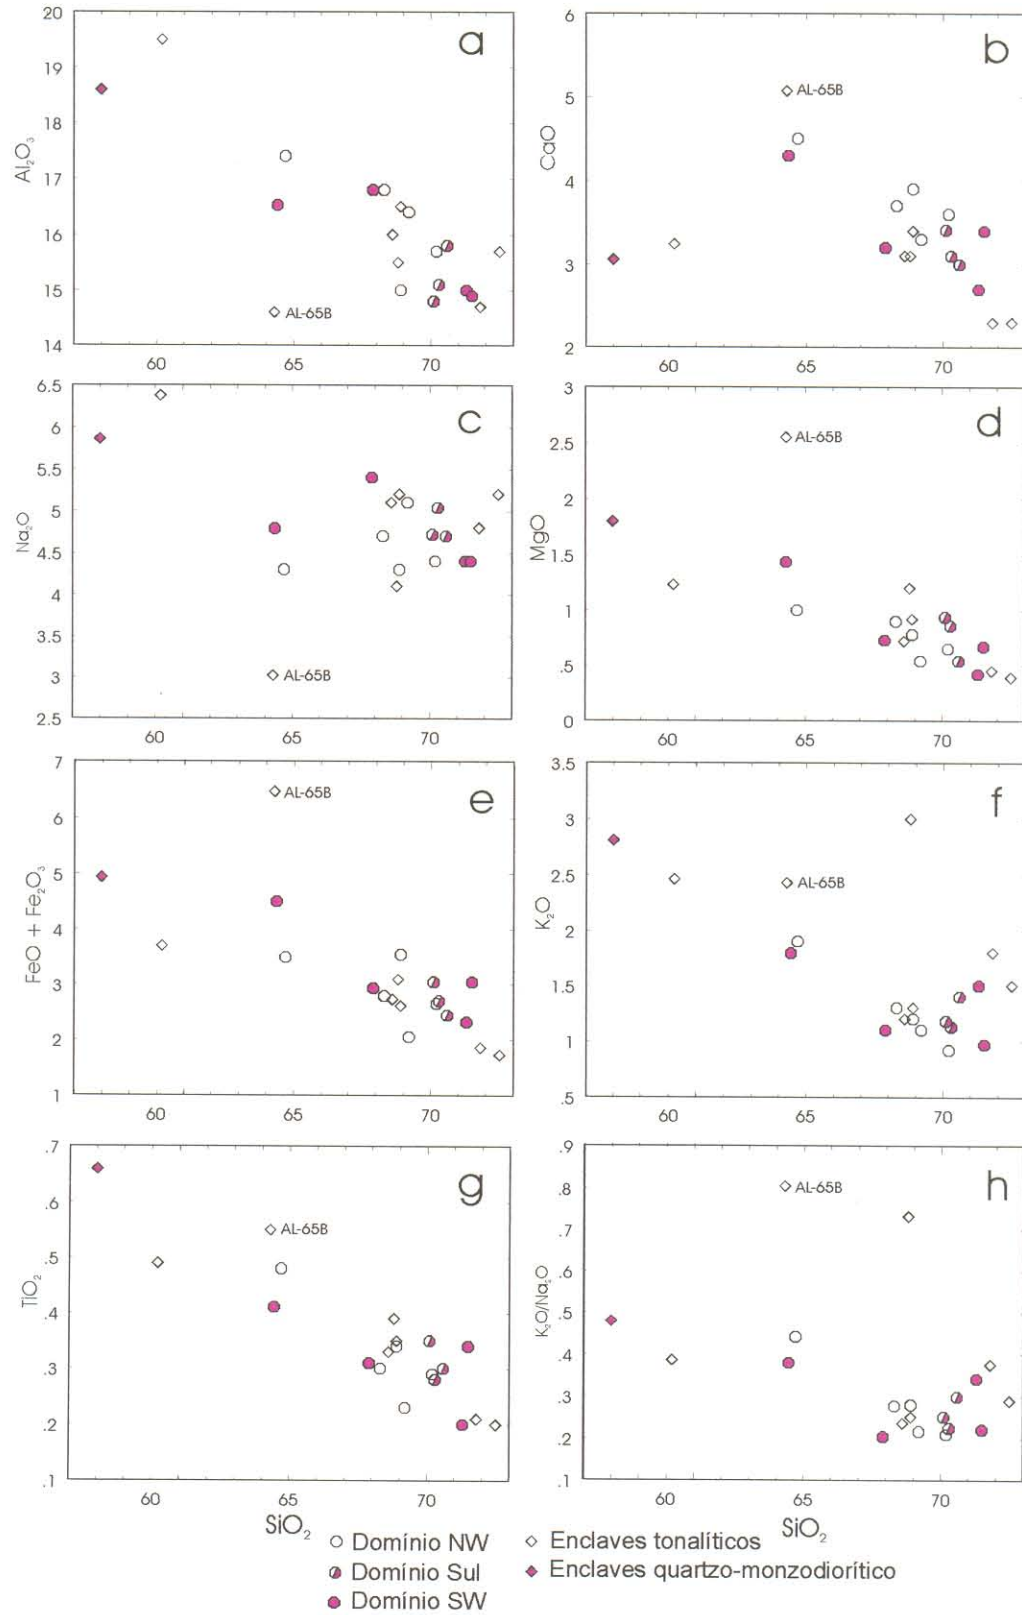 a
Al₂O₃
20
19
18
17
16
15
14
AL-65B
60
65
70
b
CaO
6
5
4
3
2
AL-65B
60
65
70
c
Na₂O
6.5
6
5.5
5
4.5
4
3.5
3
2.5
AL-65B
60
65
70
d
MgO
3
2.5
2
1.5
1
.5
0
AL-65B
60
65
70
e
FeO + Fe₂O₃
7
6
5
4
3
2
1
AL-65B
60
65
70
f
K₂O
3.5
3
2.5
2
1.5
1
.5
AL-65B
60
65
70
g
TiO₂
.7
.6
.5
.4
.3
.2
.1
AL-65B
60
65
70
SiO₂
h
K₂O/Na₂O
.9
.8
.7
.6
.5
.4
.3
.2
.1
AL-65B
60
65
70
SiO₂
Domínio NW
Domínio Sul
Domínio SW
Enclaves tonalíticos
Enclaves quartzo-monzodiorítico